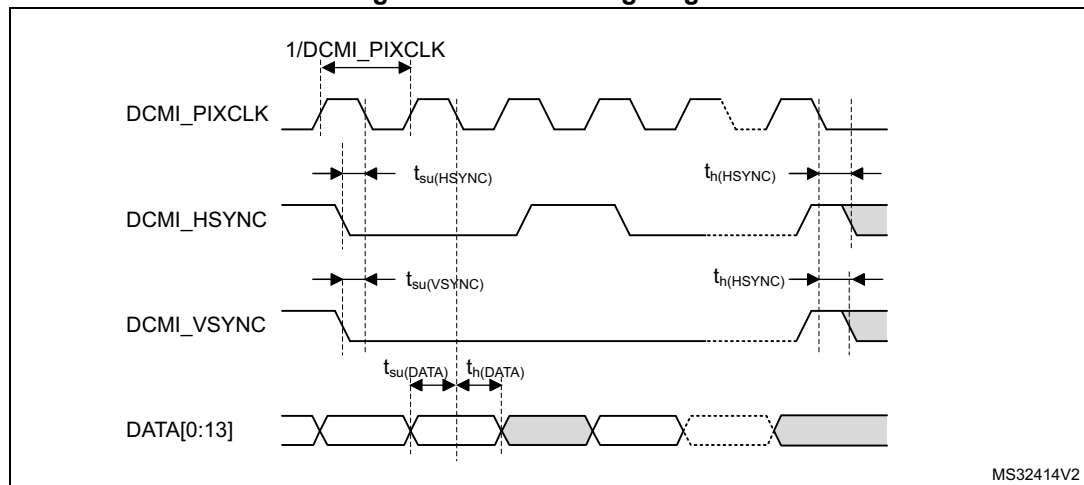 1/DCMI_PIXCLK
DCMI_PIXCLK
tsu(HSYNC) th(HSYNC)
DCMI_HSYNC
tsu(VSYNC) th(HSYNC)
DCMI_VSYNC
tsu(DATA) th(DATA)
DATA[0:13]
MS32414V2